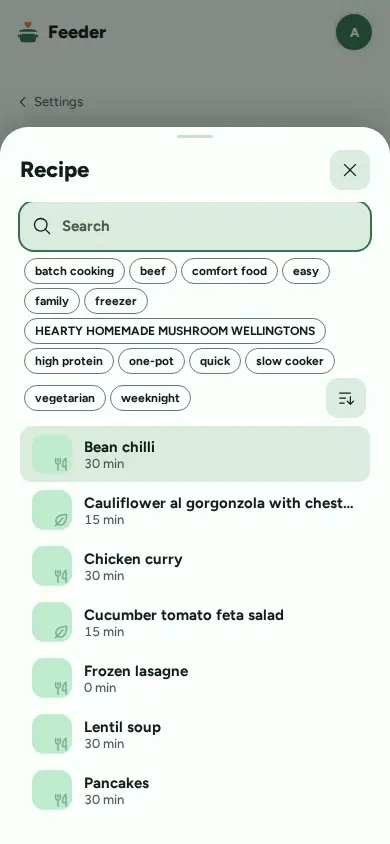 Feeder
A
Settings
Recipe
Search
batch cooking beef comfort food easy
family freezer
HEARTY HOMEMADE MUSHROOM WELLINGTONS
high protein one-pot quick slow cooker
vegetarian weeknight
Bean chilli
30 min
Cauliflower al gorgonzola with chest...
15 min
Chicken curry
30 min
Cucumber tomato feta salad
15 min
Frozen lasagne
0 min
Lentil soup
30 min
Pancakes
30 min